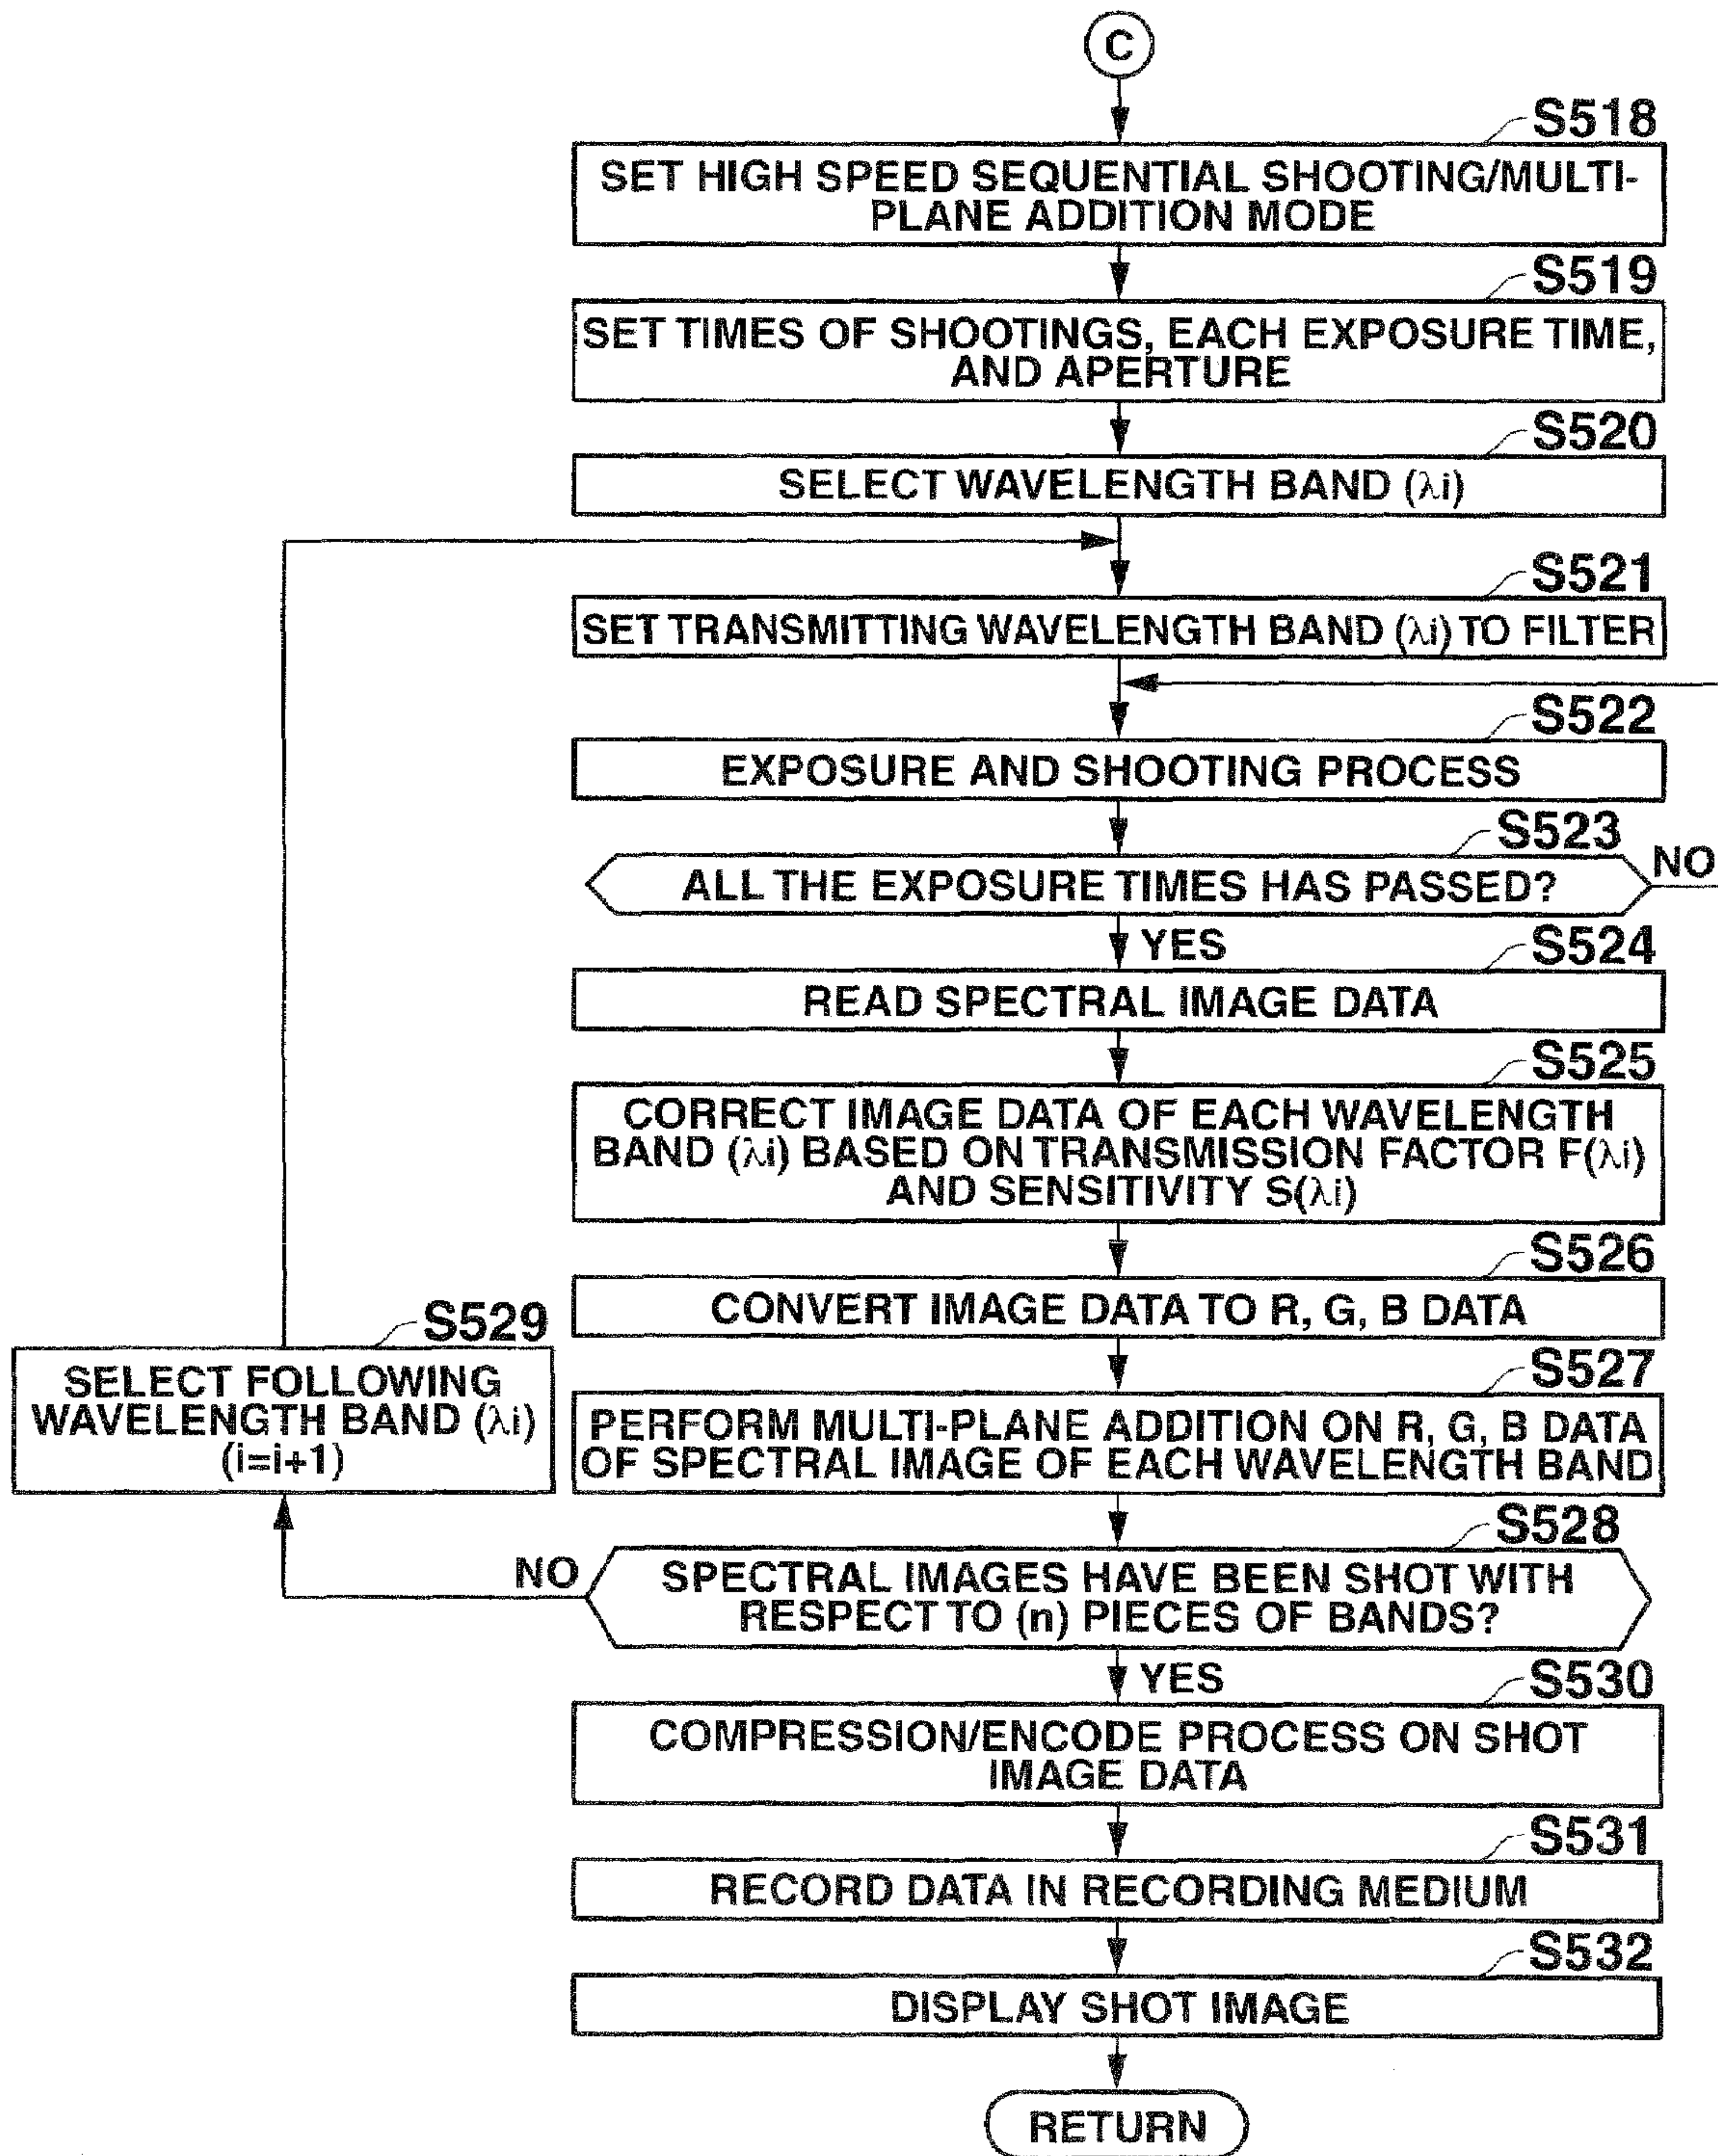 C
S518
SET HIGH SPEED SEQUENTIAL SHOOTING/MULTI-
PLANE ADDITION MODE
S519
SET TIMES OF SHOOTINGS, EACH EXPOSURE TIME,
AND APERTURE
S520
SELECT WAVELENGTH BAND (λi)
S521
SET TRANSMITTING WAVELENGTH BAND (λi) TO FILTER
S522
EXPOSURE AND SHOOTING PROCESS
S523
ALL THE EXPOSURE TIMES HAS PASSED?
NO
YES
S524
READ SPECTRAL IMAGE DATA
S525
CORRECT IMAGE DATA OF EACH WAVELENGTH
BAND (λi) BASED ON TRANSMISSION FACTOR F(λi)
AND SENSITIVITY S(λi)
S526
CONVERT IMAGE DATA TO R, G, B DATA
S527
PERFORM MULTI-PLANE ADDITION ON R, G, B DATA
OF SPECTRAL IMAGE OF EACH WAVELENGTH BAND
S528
SPECTRAL IMAGES HAVE BEEN SHOT WITH
RESPECT TO (n) PIECES OF BANDS?
NO
S529
SELECT FOLLOWING
WAVELENGTH BAND (λi)
(i=i+1)
YES
S530
COMPRESSION/ENCODE PROCESS ON SHOT
IMAGE DATA
S531
RECORD DATA IN RECORDING MEDIUM
S532
DISPLAY SHOT IMAGE
RETURN